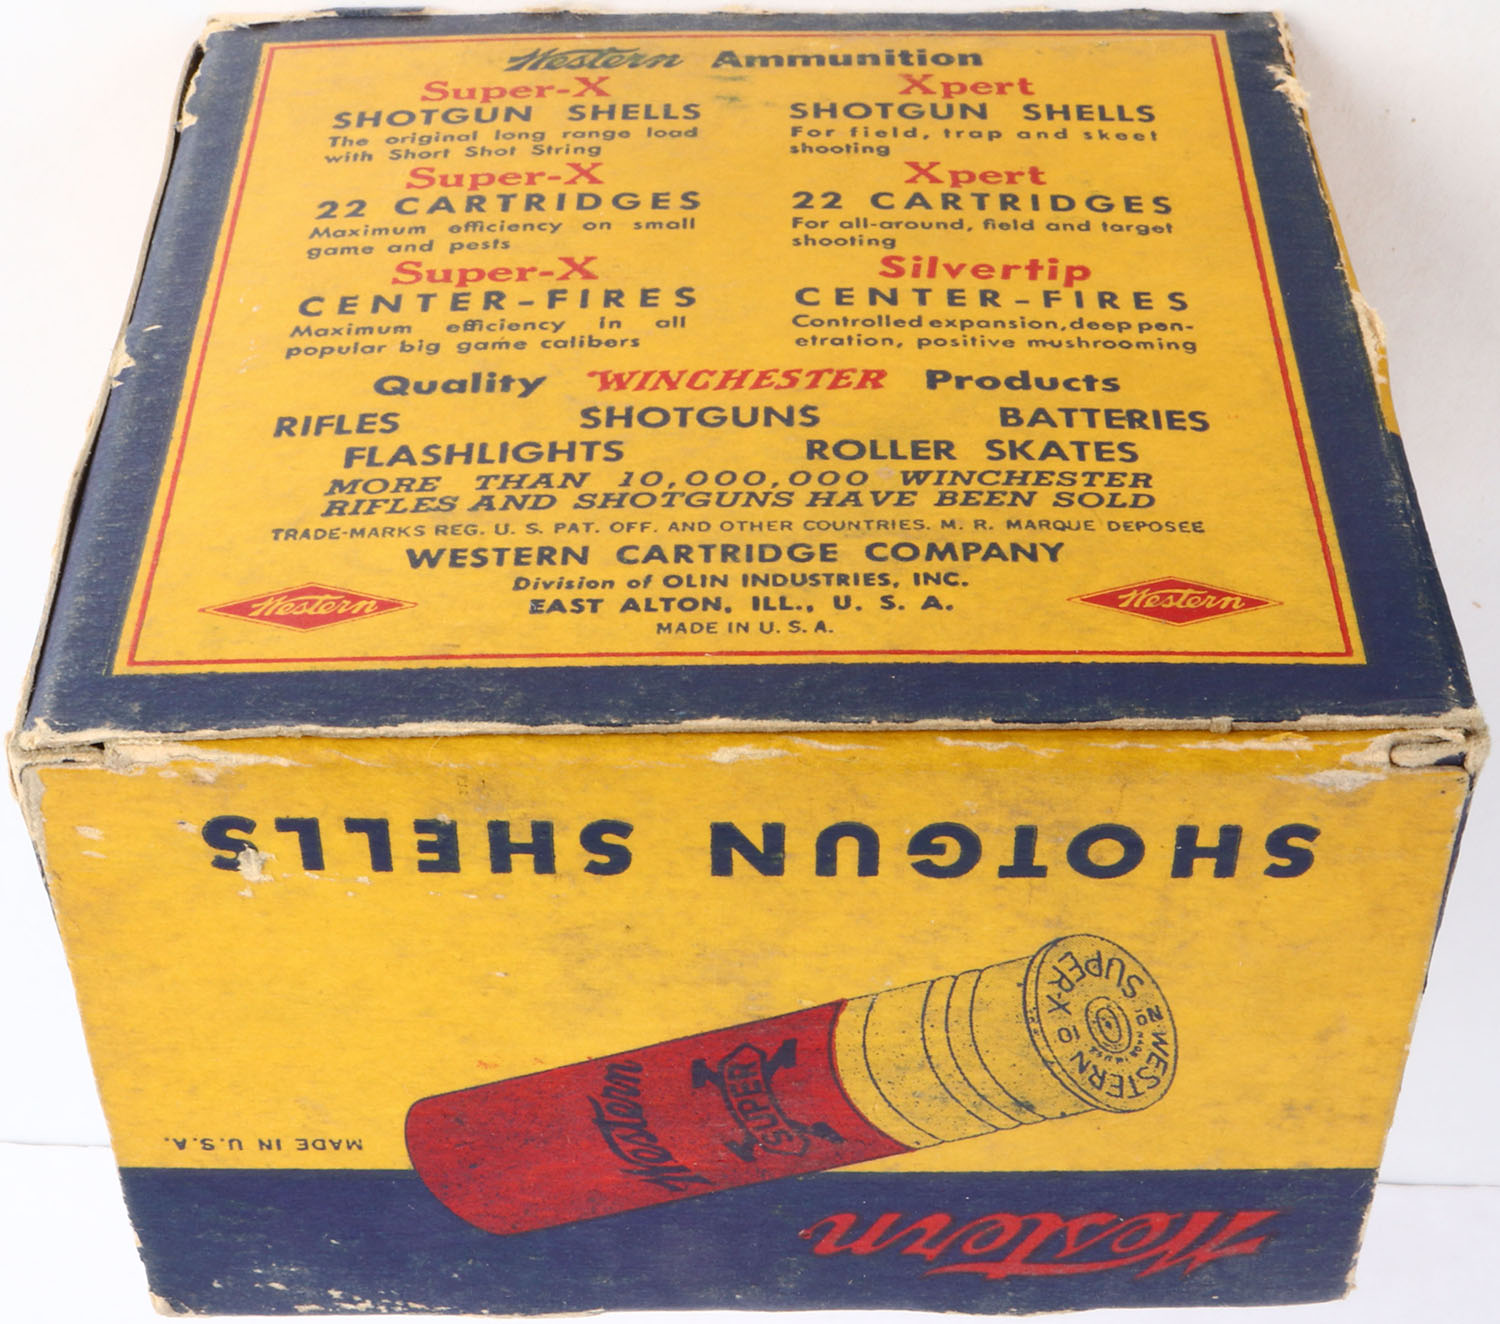 Western Ammunition
Super-X
SHOTGUN SHELLS
The original long range load
with Short Shot String
Super-X
22 CARTRIDGES
Maximum efficiency on small
game and pests
Super-X
CENTER-FIRES
Maximum efficiency in all
popular big game calibers
Xpert
SHOTGUN SHELLS
For field, trap and skeet
shooting
Xpert
22 CARTRIDGES
For all-around, field and target
shooting
Silvertip
CENTER-FIRES
Controlled expansion, deep pen-
etration, positive mushrooming
Quality WINCHESTER Products
RIFLES SHOTGUNS BATTERIES
FLASHLIGHTS ROLLER SKATES
MORE THAN 10,000,000 WINCHESTER
RIFLES AND SHOTGUNS HAVE BEEN SOLD
TRADE-MARKS REG. U. S. PAT. OFF. AND OTHER COUNTRIES. M. R. MARQUE DEPOSEE
WESTERN CARTRIDGE COMPANY
Division of OLIN INDUSTRIES, INC.
EAST ALTON, ILL., U. S. A.
MADE IN U. S. A.
Western
Western
SHOTGUN SHELLS
SUPER-X
No 10
WESTERN
MADE IN U.S.A.
Western
SUPER X
MADE IN U.S.A.
Western